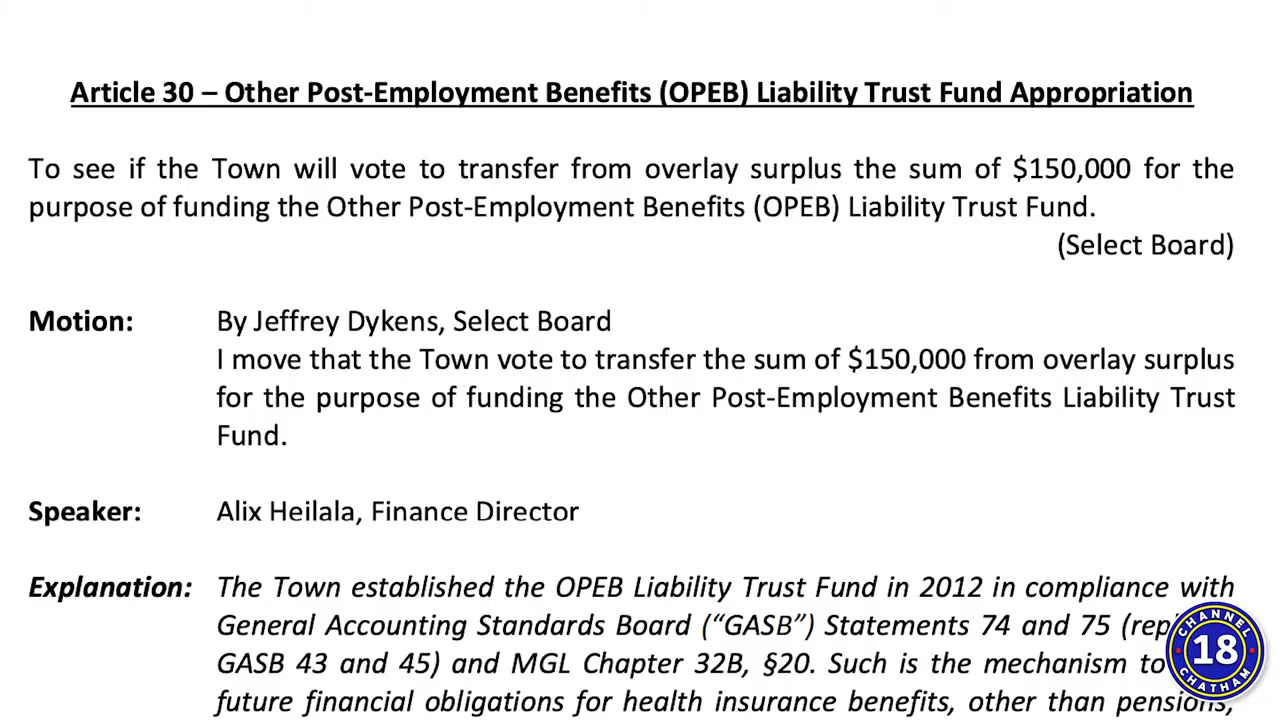 Article 30 – Other Post-Employment Benefits (OPEB) Liability Trust Fund Appropriation
To see if the Town will vote to transfer from overlay surplus the sum of $150,000 for the
purpose of funding the Other Post-Employment Benefits (OPEB) Liability Trust Fund.
(Select Board)
Motion: By Jeffrey Dykens, Select Board
I move that the Town vote to transfer the sum of $150,000 from overlay surplus
for the purpose of funding the Other Post-Employment Benefits Liability Trust
Fund.
Speaker: Alix Heilala, Finance Director
Explanation: The Town established the OPEB Liability Trust Fund in 2012 in compliance with
General Accounting Standards Board (“GASB”) Statements 74 and 75
GASB 43 and 45) and MGL Chapter 32B, §20. Such is the mechanism to
future financial obligations for health insurance benefits, other than pensions,
CHANNEL
18
CHATHAM